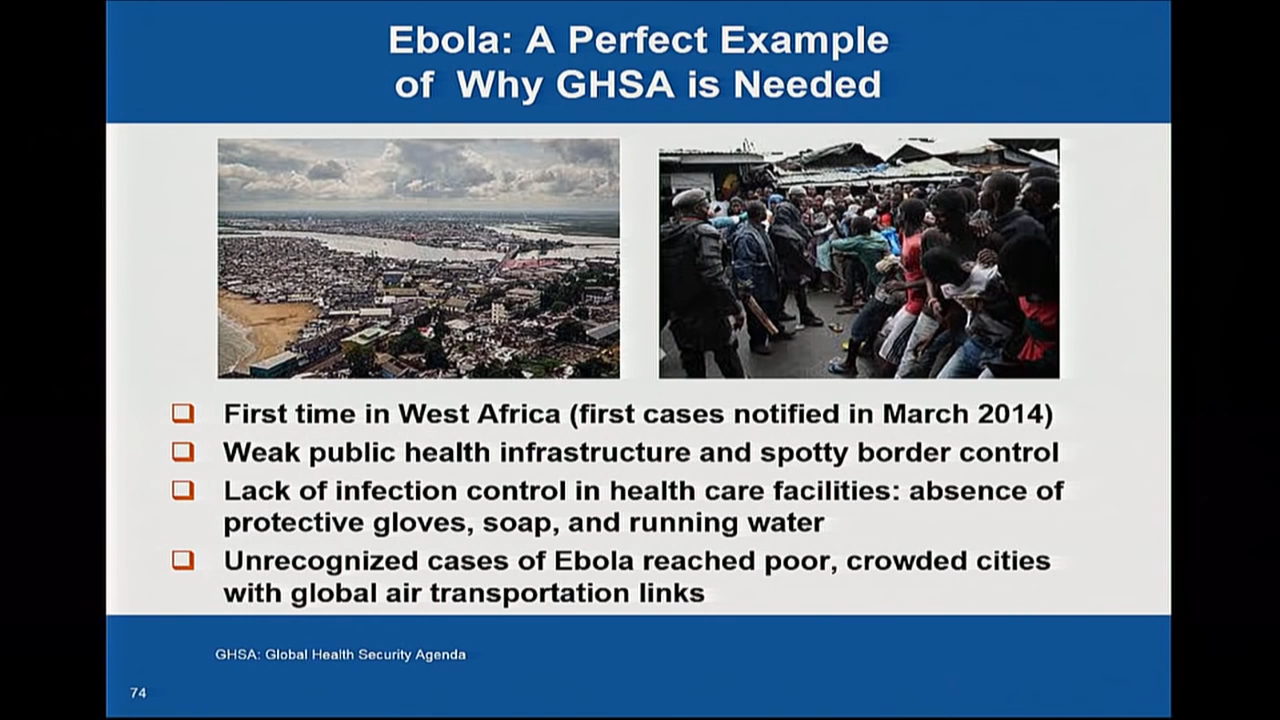 Ebola: A Perfect Example
of Why GHSA is Needed
First time in West Africa (first cases notified in March 2014)
Weak public health infrastructure and spotty border control
Lack of infection control in health care facilities: absence of
protective gloves, soap, and running water
Unrecognized cases of Ebola reached poor, crowded cities
with global air transportation links
GHSA: Global Health Security Agenda
74